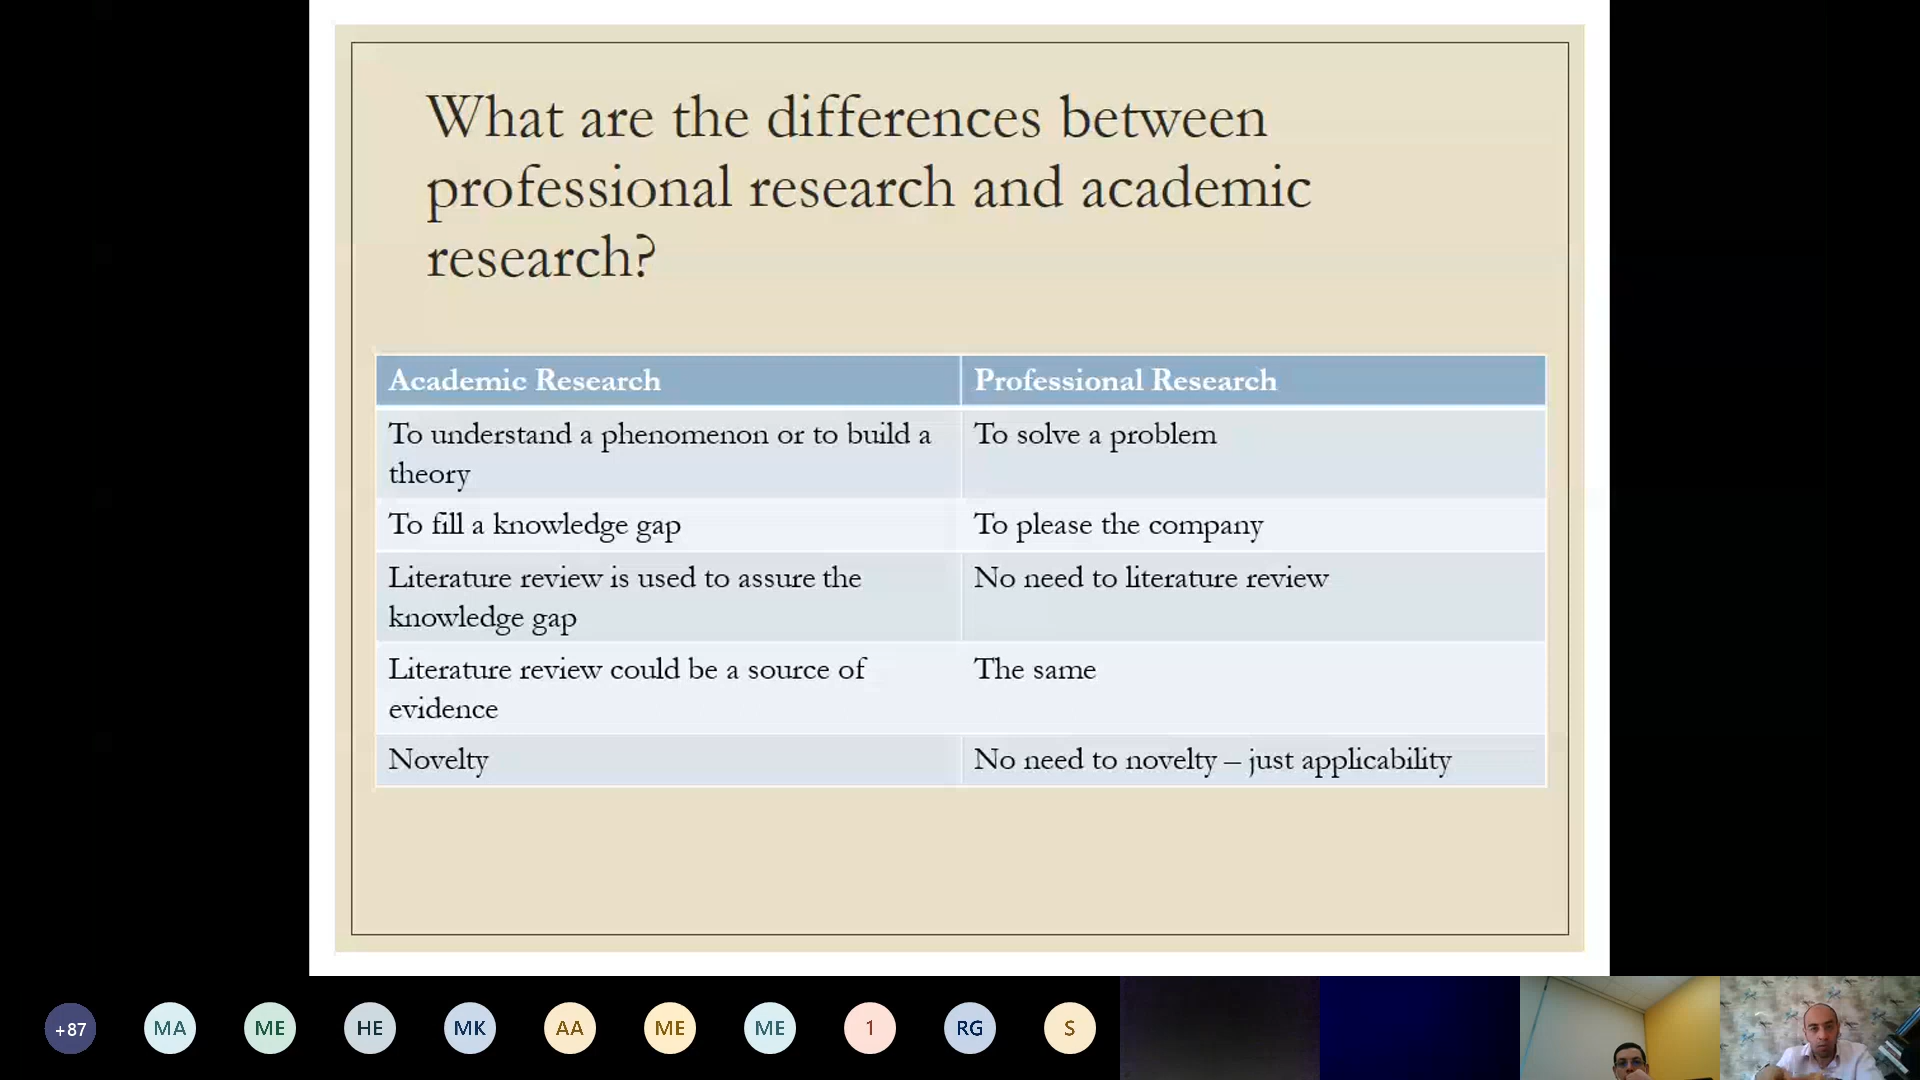 What are the differences between
professional research and academic
research?
Academic Research
Professional Research
To understand a phenomenon or to build a
theory
To solve a problem
To fill a knowledge gap
To please the company
Literature review is used to assure the
knowledge gap
No need to literature review
Literature review could be a source of
evidence
The same
Novelty
No need to novelty – just applicability
+87
MA
ME
HE
MK
AA
ME
ME
1
RG
S